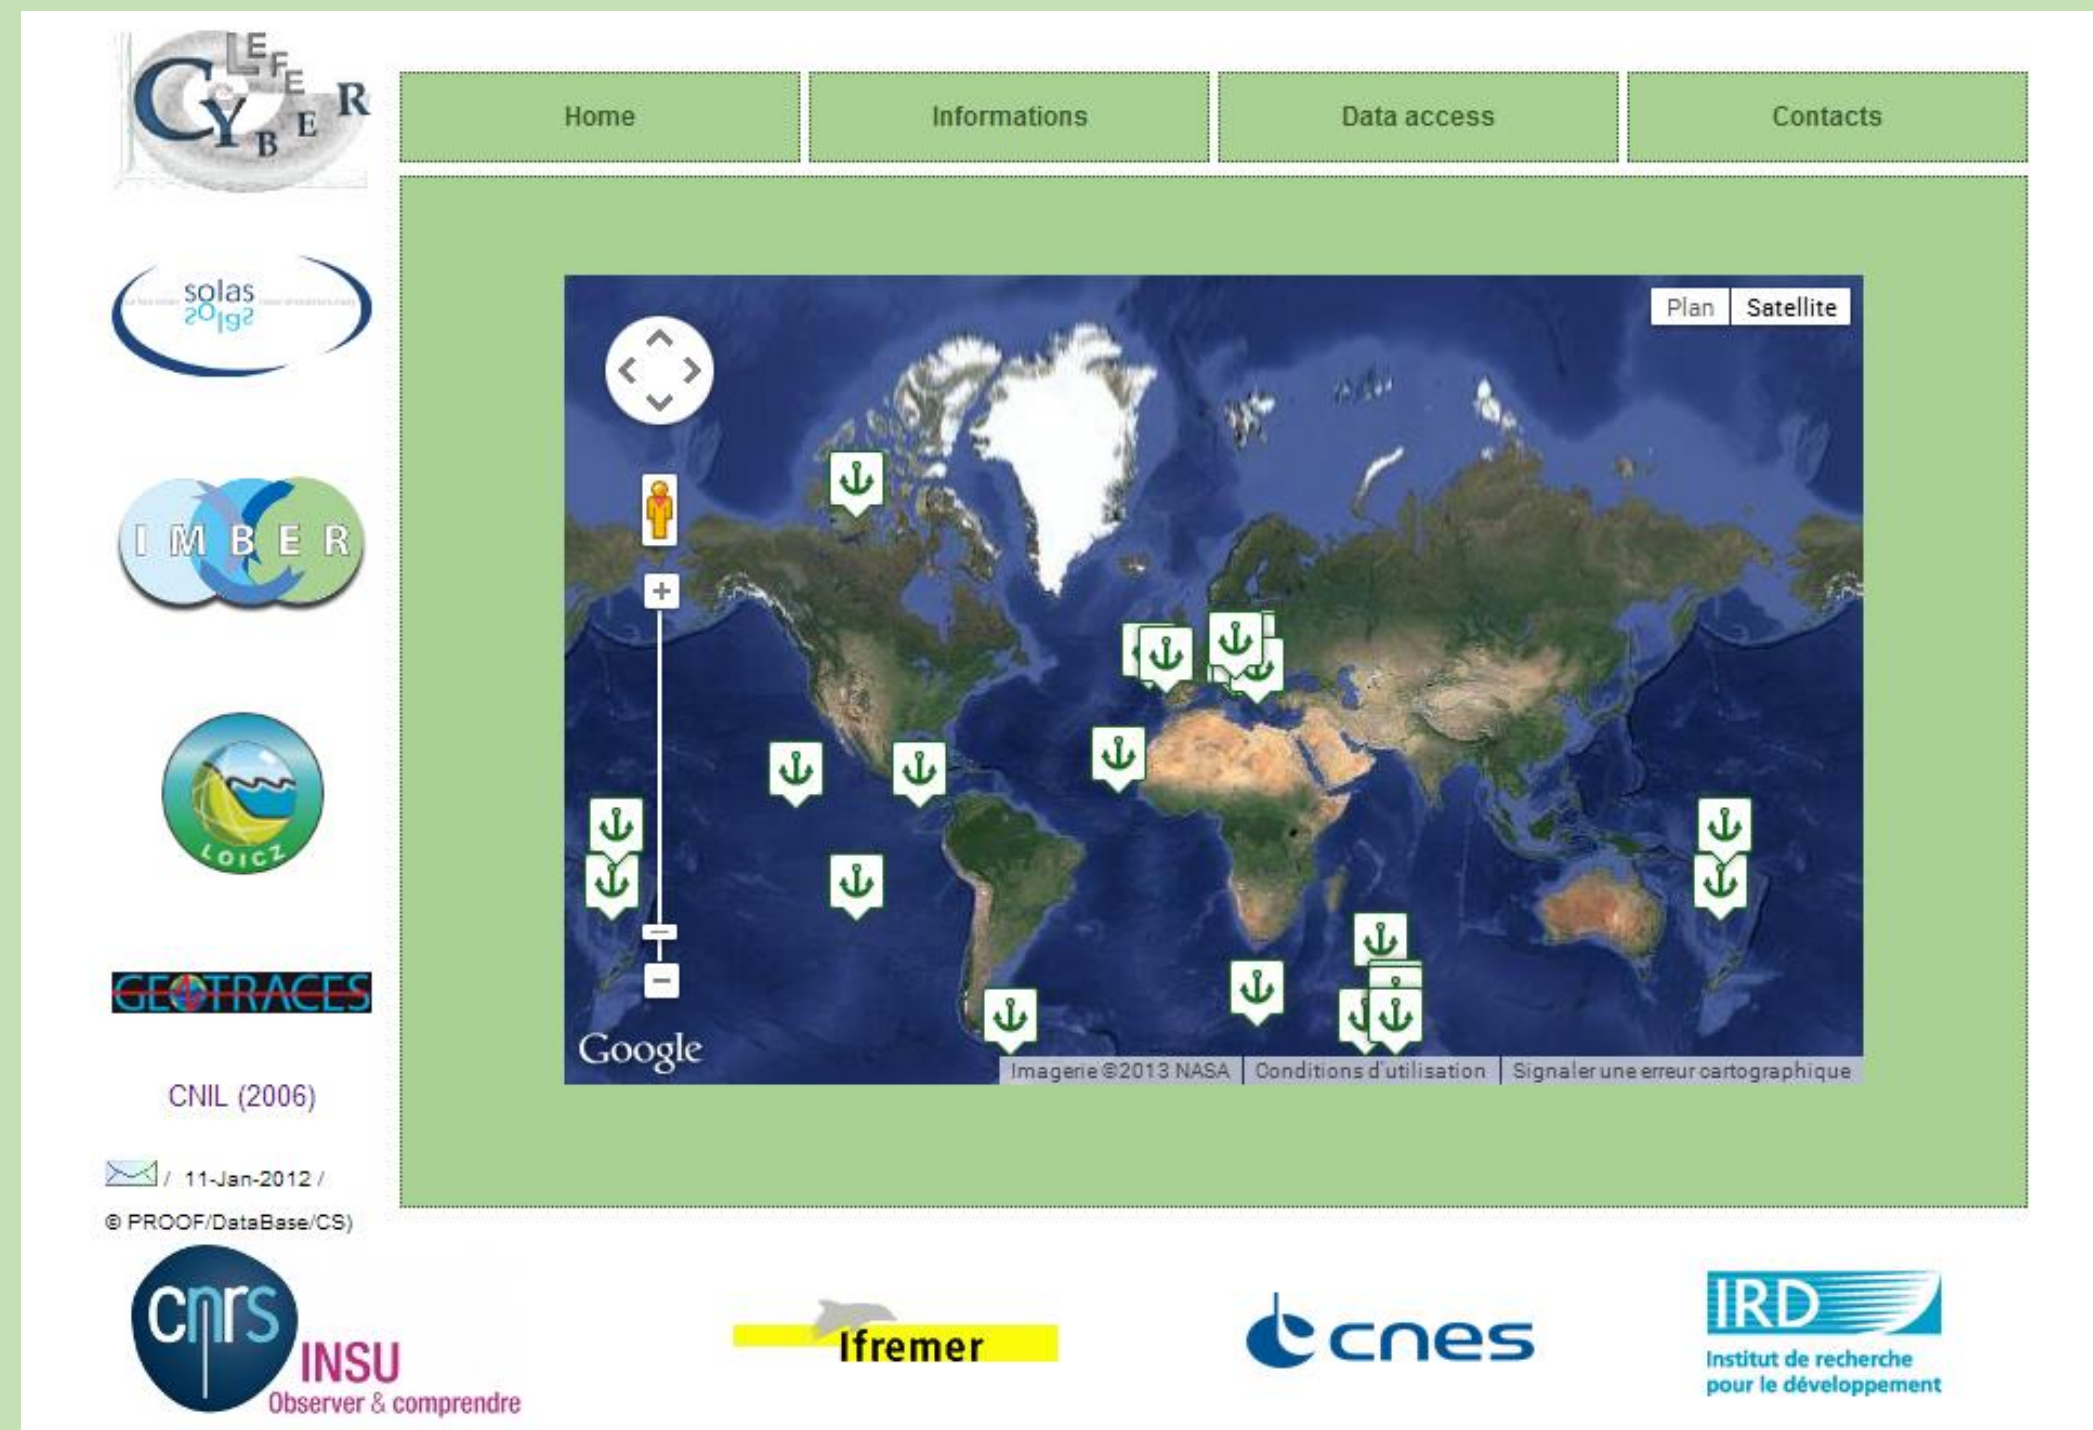 LEFE
CYBER
Home
Informations
Data access
Contacts
solas
solas
Plan
Satellite
IMBER
LOICZ
GEOTRACES
Google
Imagerie ©2013 NASA
Conditions d'utilisation
Signaler une erreur cartographique
CNIL (2006)
/ 11-Jan-2012 /
© PROOF/DataBase/CS)
cnrs
INSU
Observer & comprendre
Ifremer
cnes
IRD
Institut de recherche
pour le développement